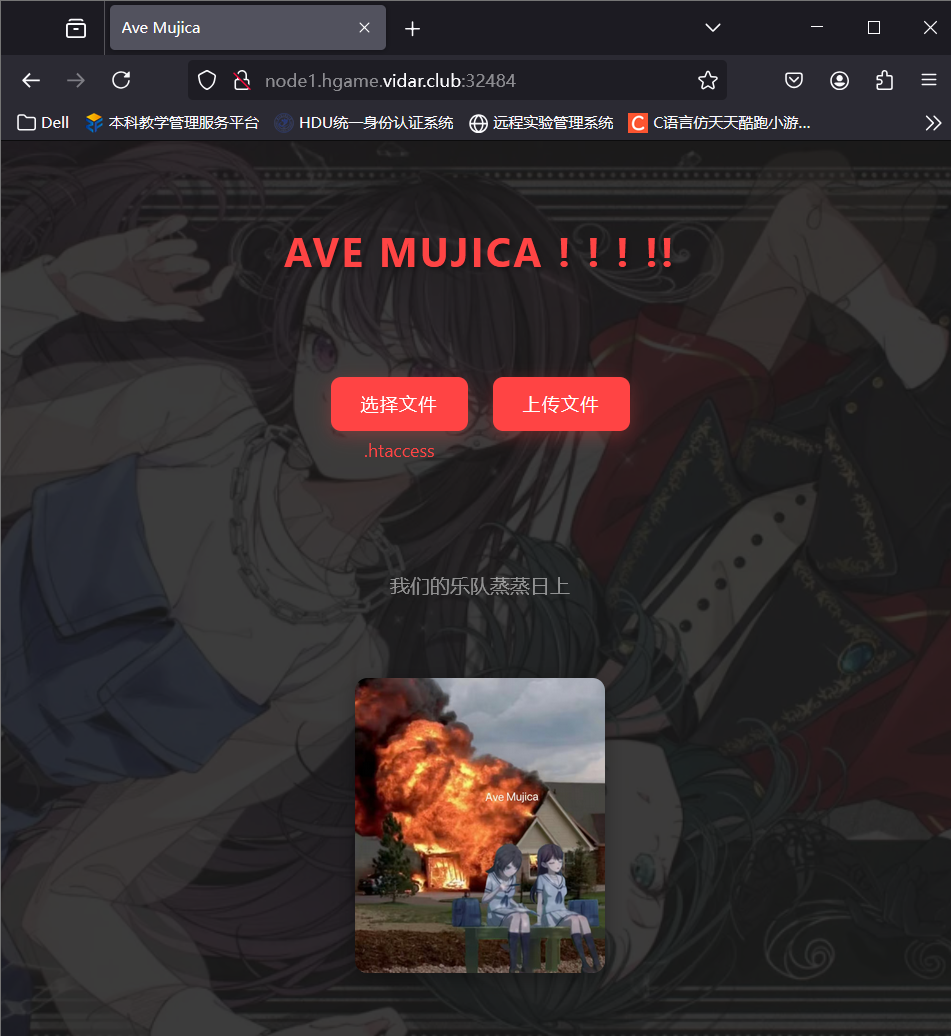 Ave Mujica
node1.hgame.vidar.club:32484
Dell 本科教学管理服务平台 HDU统一身份认证系统 远程实验管理系统 C语言仿天天酷跑小游...
AVE MUJICA！！！!!
选择文件 上传文件
.htaccess
我们的乐队蒸蒸日上
Ave Mujica